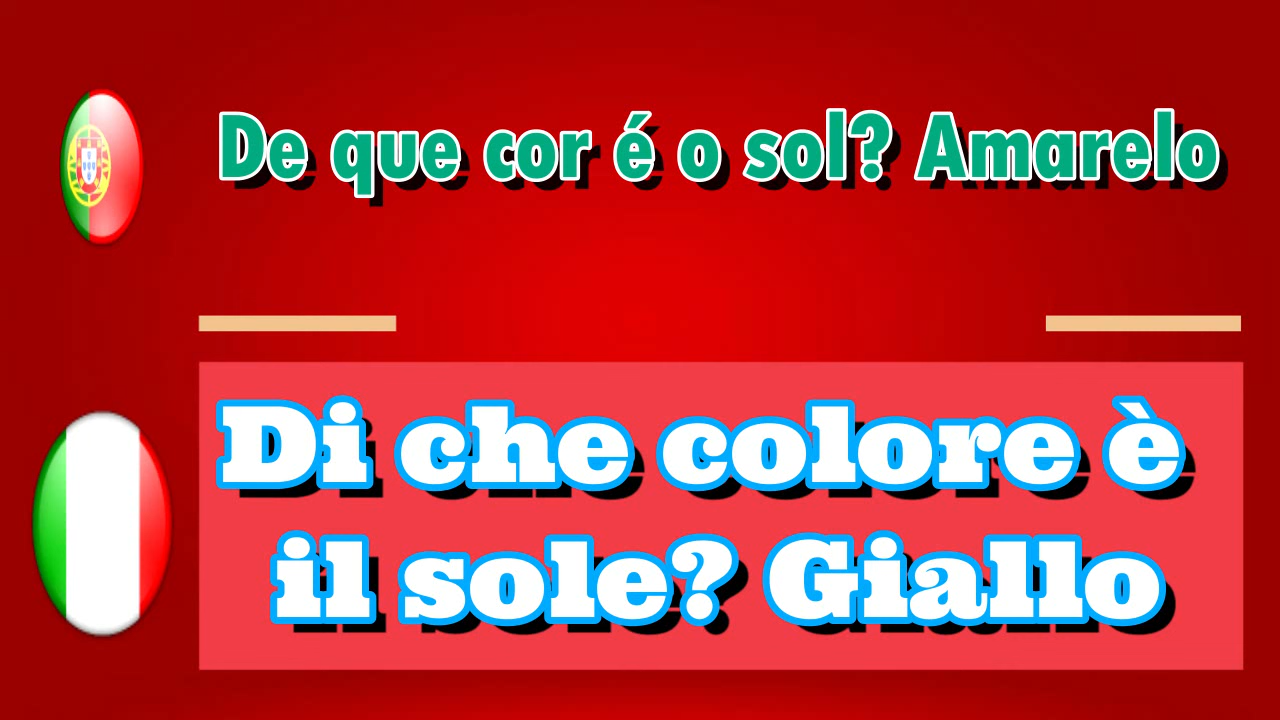 De que cor é o sol? Amarelo
Di che colore è
il sole? Giallo